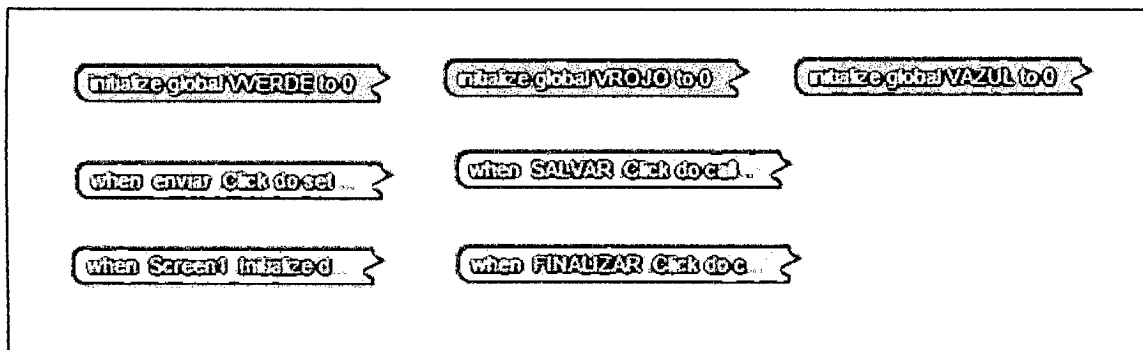 initialize global VVERDE to 0
initialize global VROJO to 0
initialize global VAZUL to 0
when enviar .Click do set ...
when SALVAR .Click do call ...
when Screen1 .Initialize d...
when FINALIZAR .Click do c...